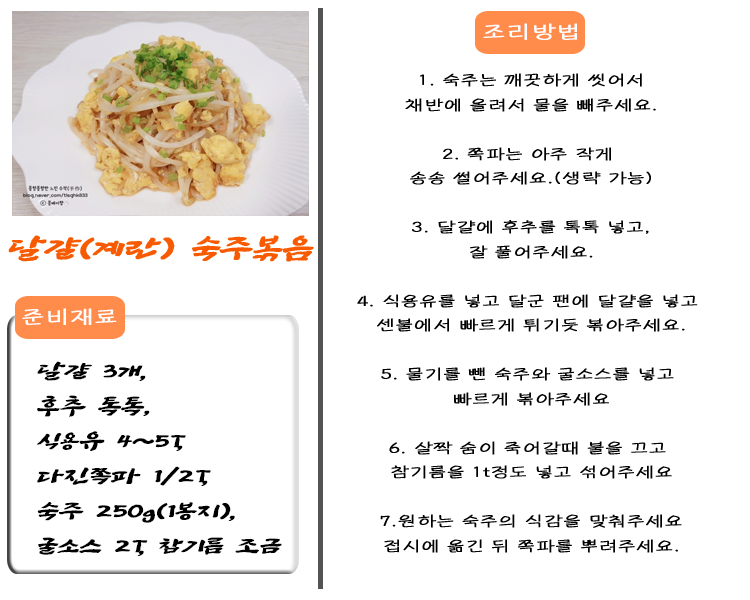 blog.naver.com/tlsghk833
달걀(계란) 숙주볶음
준비재료
달걀 3개,
후추 톡톡,
식용유 4~5T,
다진쪽파 1/2T,
숙주 250g(1봉지),
굴소스 2T, 참기름 조금
조리방법
1. 숙주는 깨끗하게 씻어서
채반에 올려서 물을 빼주세요.
2. 쪽파는 아주 작게
송송 썰어주세요.(생략 가능)
3. 달걀에 후추를 톡톡 넣고,
잘 풀어주세요.
4. 식용유를 넣고 달군 팬에 달걀을 넣고
센불에서 빠르게 튀기듯 볶아주세요.
5. 물기를 뺀 숙주와 굴소스를 넣고
빠르게 볶아주세요
6. 살짝 숨이 죽어갈때 불을 끄고
참기름을 1t정도 넣고 섞어주세요
7.원하는 숙주의 식감을 맞춰주세요
접시에 옮긴 뒤 쪽파를 뿌려주세요.